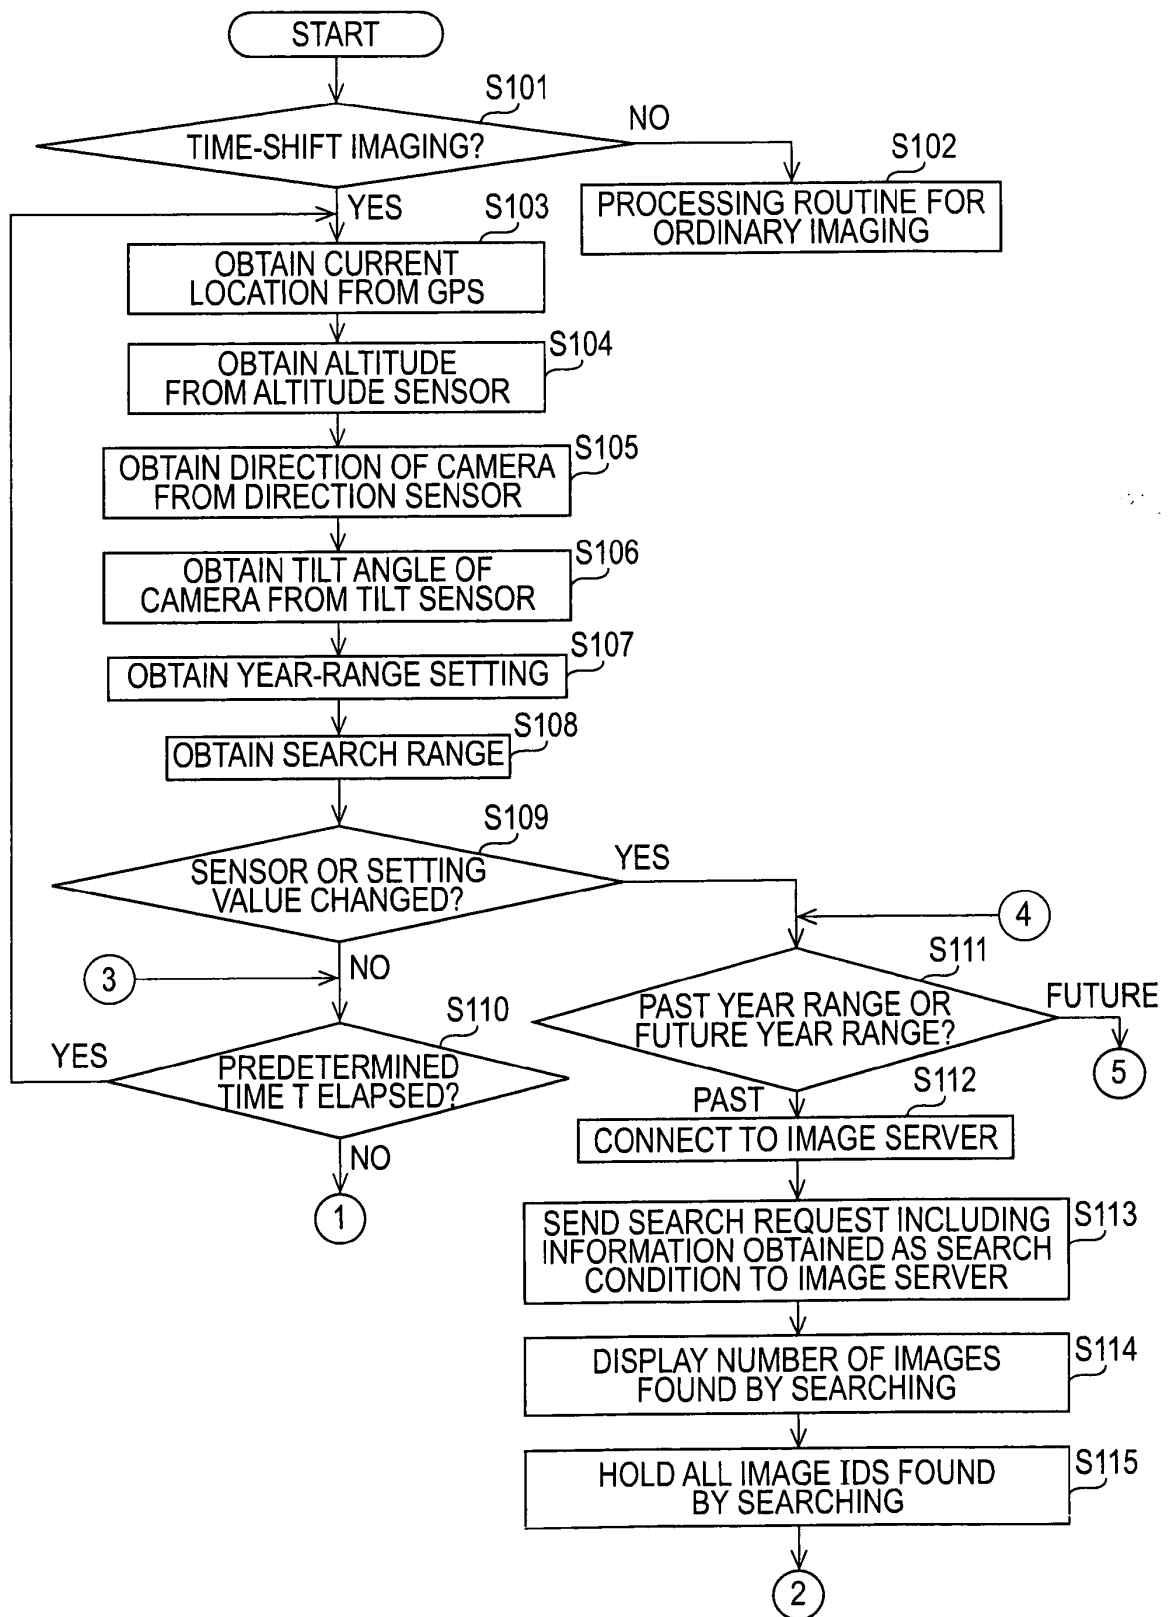 START
S101
TIME-SHIFT IMAGING?
NO
S102
PROCESSING ROUTINE FOR
ORDINARY IMAGING
YES
S103
OBTAIN CURRENT
LOCATION FROM GPS
S104
OBTAIN ALTITUDE
FROM ALTITUDE SENSOR
S105
OBTAIN DIRECTION OF CAMERA
FROM DIRECTION SENSOR
S106
OBTAIN TILT ANGLE OF
CAMERA FROM TILT SENSOR
S107
OBTAIN YEAR-RANGE SETTING
S108
OBTAIN SEARCH RANGE
S109
SENSOR OR SETTING
VALUE CHANGED?
YES
4
NO
3
S110
YES
PREDETERMINED
TIME T ELAPSED?
NO
1
S111
PAST YEAR RANGE OR
FUTURE YEAR RANGE?
FUTURE
5
PAST
S112
CONNECT TO IMAGE SERVER
S113
SEND SEARCH REQUEST INCLUDING
INFORMATION OBTAINED AS SEARCH
CONDITION TO IMAGE SERVER
S114
DISPLAY NUMBER OF IMAGES
FOUND BY SEARCHING
S115
HOLD ALL IMAGE IDS FOUND
BY SEARCHING
2